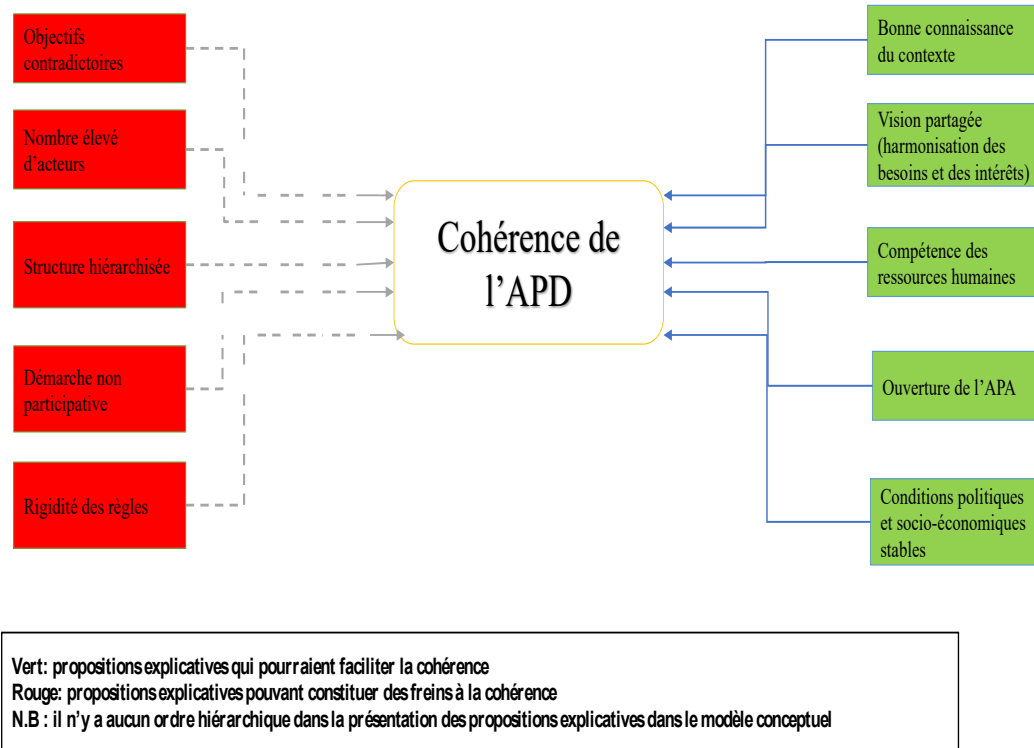 Objectifs
contradictoires
Nombre élevé
d’acteurs
Structure hiérarchisée
Démarche non
participative
Rigidité des règles
Cohérence de
l’APD
Bonne connaissance
du contexte
Vision partagée
(harmonisation des
besoins et des intérêts)
Compétence des
ressources humaines
Ouverture de l’APA
Conditions politiques
et socio-économiques
stables
Vert: propositions explicatives qui pourraient faciliter la cohérence
Rouge: propositions explicatives pouvant constituer des freins à la cohérence
N.B : il n’y a aucun ordre hiérarchique dans la présentation des propositions explicatives dans le modèle conceptuel